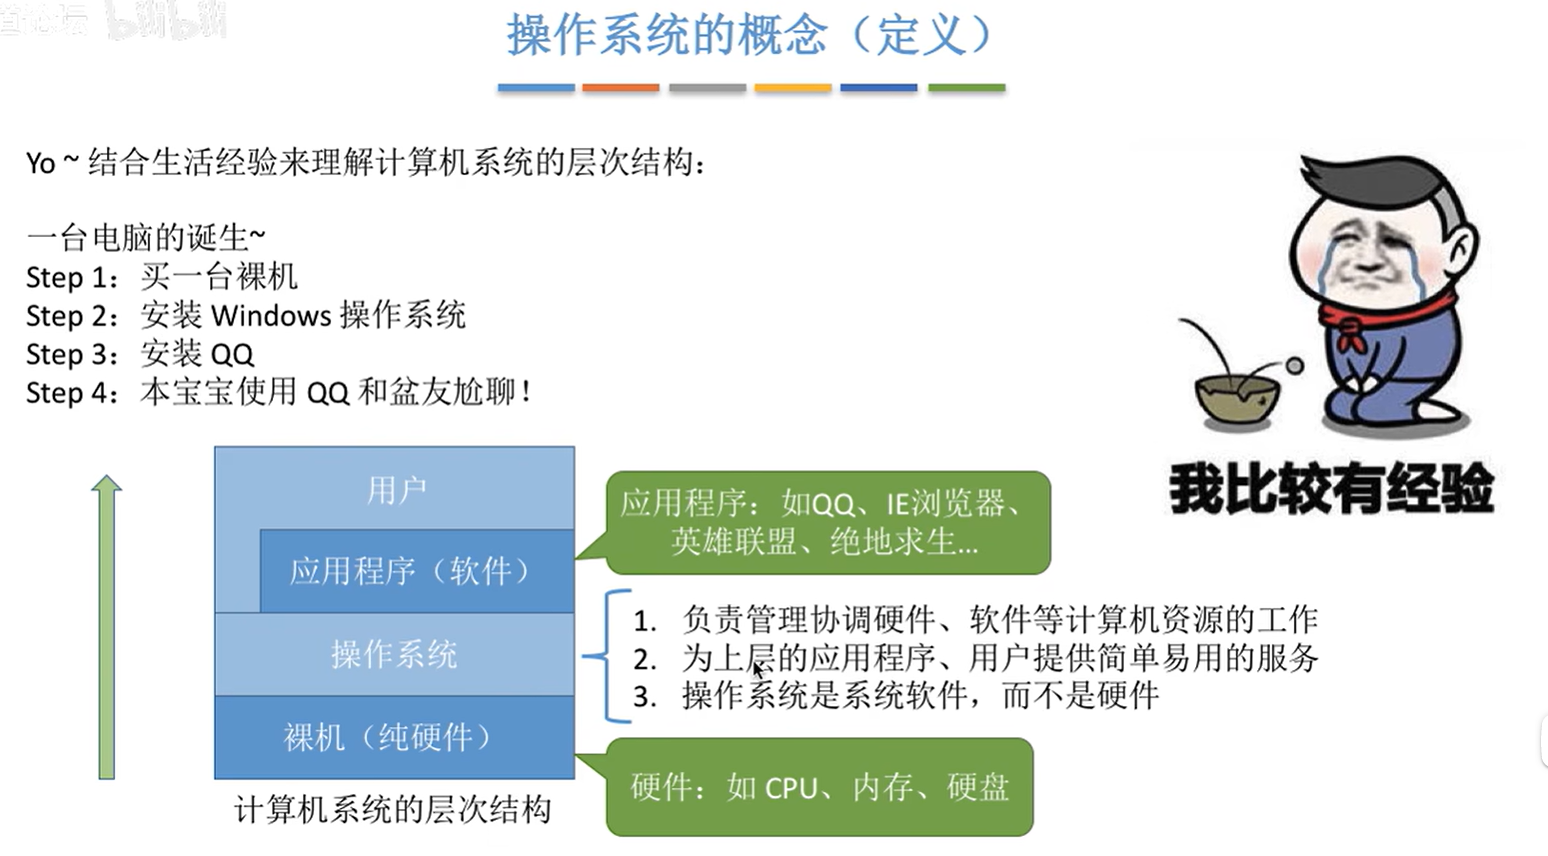 操作系统的概念（定义）
Yo ~ 结合生活经验来理解计算机系统的层次结构：
一台电脑的诞生~
Step 1： 买一台裸机
Step 2： 安装 Windows 操作系统
Step 3： 安装 QQ
Step 4： 本宝宝使用 QQ 和盆友尬聊！
我比较有经验
用户
应用程序（软件）
操作系统
裸机（纯硬件）
计算机系统的层次结构
应用程序：如QQ、IE浏览器、
英雄联盟、绝地求生...
1. 负责管理协调硬件、软件等计算机资源的工作
2. 为上层的应用程序、用户提供简单易用的服务
3. 操作系统是系统软件，而不是硬件
硬件：如 CPU、内存、硬盘